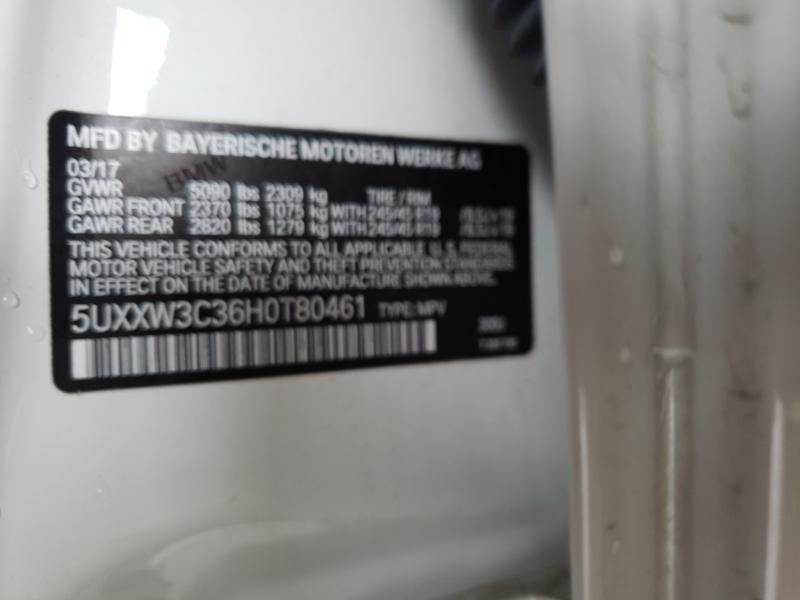 MFD BY BAYERISCHE MOTOREN WERKE AG
03/17 BMW
GVWR 5090 lbs 2309 kg TIRE / RIM
GAWR FRONT 2370 lbs 1075 kg WITH 245/45 R19
GAWR REAR 2820 lbs 1279 kg WITH 245/45 R19
THIS VEHICLE CONFORMS TO ALL APPLICABLE U.S. FEDERAL
MOTOR VEHICLE SAFETY AND THEFT PREVENTION STANDARDS
IN EFFECT ON THE DATE OF MANUFACTURE SHOWN ABOVE.
5UXXW3C36H0T80461 TYPE: MPV